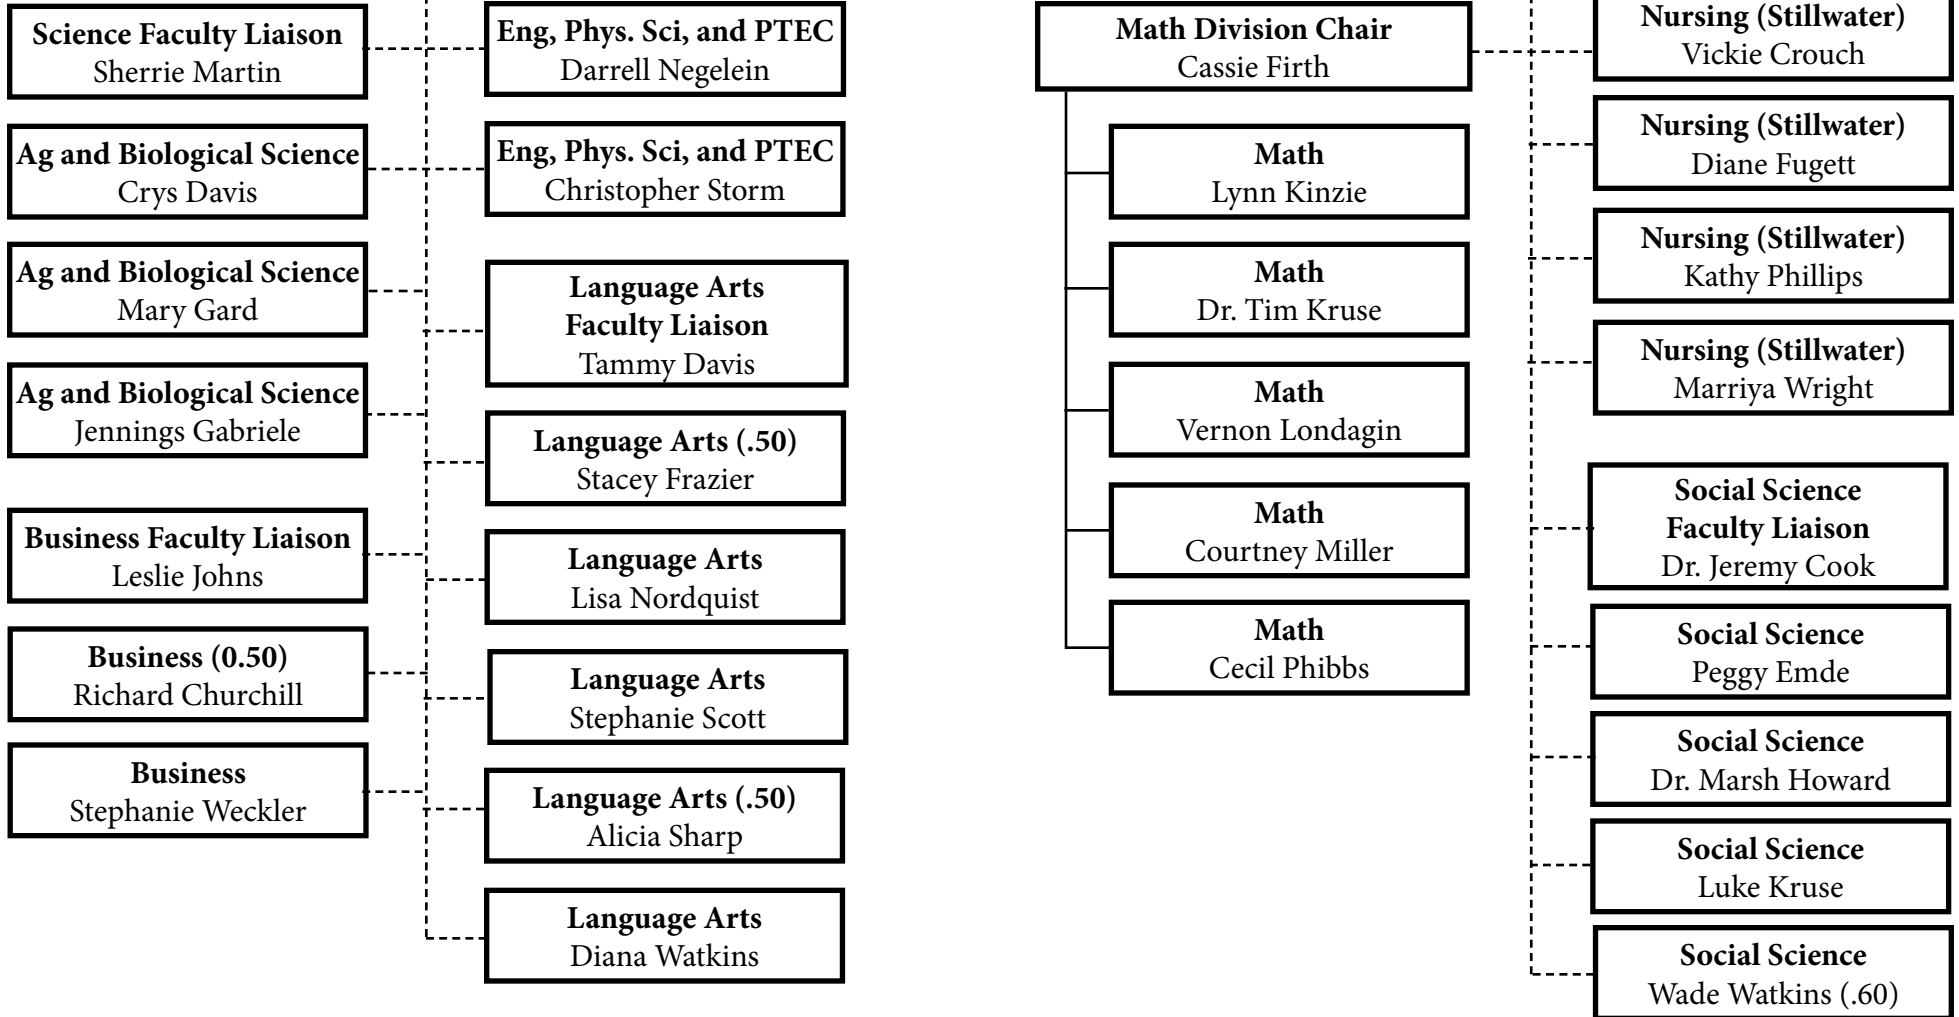 Science Faculty Liaison
Sherrie Martin
Ag and Biological Science
Crys Davis
Ag and Biological Science
Mary Gard
Ag and Biological Science
Jennings Gabriele
Business Faculty Liaison
Leslie Johns
Business (0.50)
Richard Churchill
Business
Stephanie Weckler
Eng, Phys. Sci, and PTEC
Darrell Negelein
Eng, Phys. Sci, and PTEC
Christopher Storm
Language Arts
Faculty Liaison
Tammy Davis
Language Arts (.50)
Stacey Frazier
Language Arts
Lisa Nordquist
Language Arts
Stephanie Scott
Language Arts (.50)
Alicia Sharp
Language Arts
Diana Watkins
Math Division Chair
Cassie Firth
Math
Lynn Kinzie
Math
Dr. Tim Kruse
Math
Vernon Londagin
Math
Courtney Miller
Math
Cecil Phibbs
Nursing (Stillwater)
Vickie Crouch
Nursing (Stillwater)
Diane Fugett
Nursing (Stillwater)
Kathy Phillips
Nursing (Stillwater)
Marriya Wright
Social Science
Faculty Liaison
Dr. Jeremy Cook
Social Science
Peggy Emde
Social Science
Dr. Marsh Howard
Social Science
Luke Kruse
Social Science
Wade Watkins (.60)